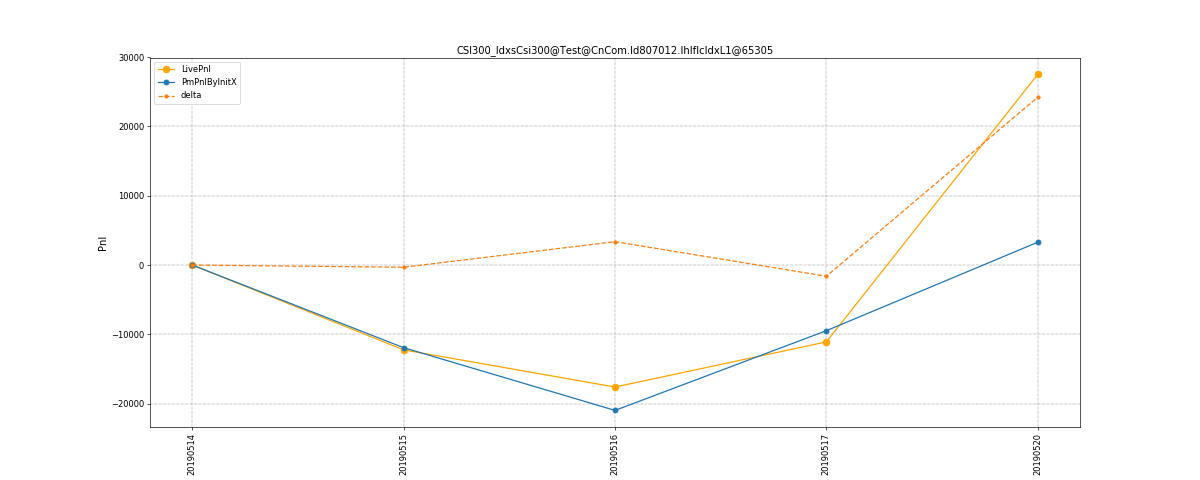 CSI300_IdxsCsi300@Test@CnCom.Id807012.IhIfIcIdxL1@65305
LivePnl
PmPnlByInitX
delta
30000
20000
10000
0
−10000
−20000
Pnl
20190514
20190515
20190516
20190517
20190520